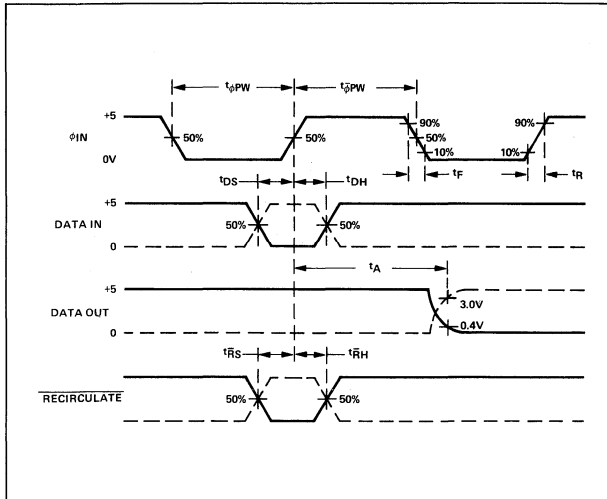 tφPW tφ̅PW
+5 90% 90%
φIN 50% 50% 50%
0V 10% 10%
tDS tDH tF tR
+5
DATA IN 50% 50%
0
tA
+5
DATA OUT 3.0V
0 0.4V
tR̅S tR̅H
RECIRCULATE 50% 50%